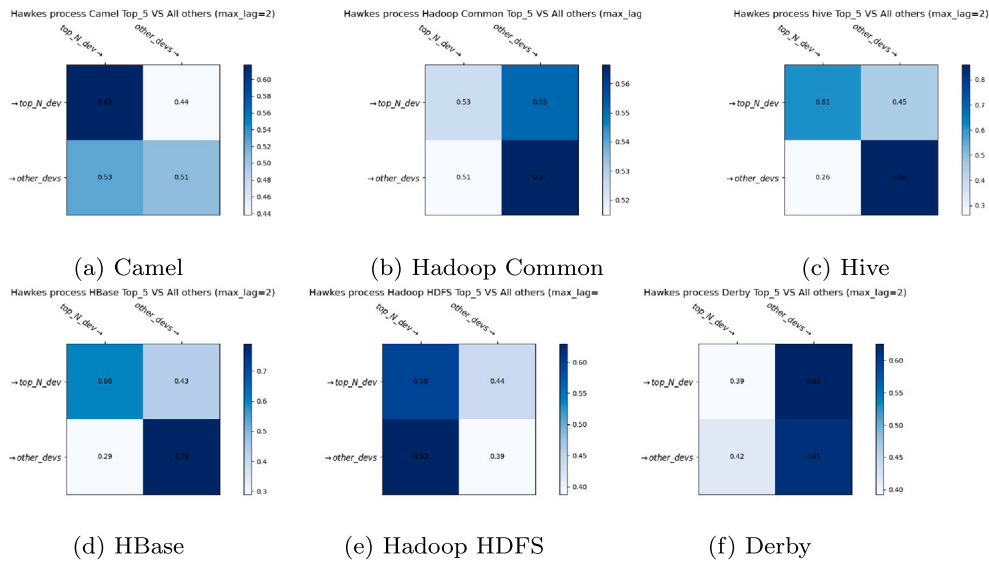 Hawkes process Camel Top_5 VS All others (max_lag=2)
top_N_dev→
other_devs→
→top_N_dev
0.62
0.44
→other_devs
0.53
0.51
0.60
0.58
0.56
0.54
0.52
0.50
0.48
0.46
0.44
(a) Camel
Hawkes process Hadoop Common Top_5 VS All others (max_lag
top_N_dev→
other_devs→
→top_N_dev
0.53
0.55
→other_devs
0.51
0.57
0.56
0.55
0.54
0.53
0.52
(b) Hadoop Common
Hawkes process hive Top_5 VS All others (max_lag=2)
top_N_dev→
other_devs→
→top_N_dev
0.61
0.45
→other_devs
0.26
0.86
0.8
0.7
0.6
0.5
0.4
0.3
(c) Hive
Hawkes process HBase Top_5 VS All others (max_lag=2)
top_N_dev→
other_devs→
→top_N_dev
0.60
0.43
→other_devs
0.29
0.79
0.7
0.6
0.5
0.4
0.3
(d) HBase
Hawkes process Hadoop HDFS Top_5 VS All others (max_lag=
top_N_dev→
other_devs→
→top_N_dev
0.59
0.44
→other_devs
0.63
0.39
0.60
0.55
0.50
0.45
0.40
(e) Hadoop HDFS
Hawkes process Derby Top_5 VS All others (max_lag=2)
top_N_dev→
other_devs→
→top_N_dev
0.39
0.63
→other_devs
0.42
0.61
0.60
0.55
0.50
0.45
0.40
(f) Derby